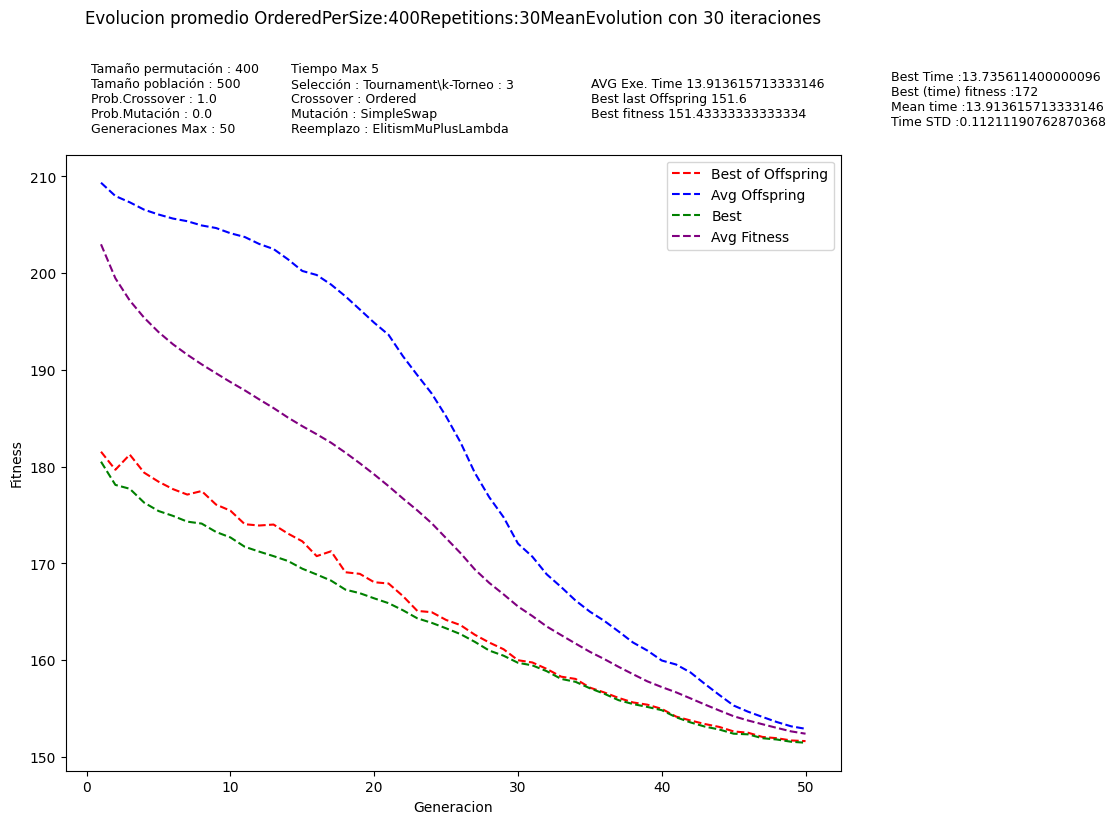 Evolucion promedio OrderedPerSize:400Repetitions:30MeanEvolution con 30 iteraciones
Tamaño permutación : 400
Tamaño población : 500
Prob.Crossover : 1.0
Prob.Mutación : 0.0
Generaciones Max : 50
Tiempo Max 5
Selección : Tournament\k-Torneo : 3
Crossover : Ordered
Mutación : SimpleSwap
Reemplazo : ElitismMuPlusLambda
AVG Exe. Time 13.913615713333146
Best last Offspring 151.6
Best fitness 151.43333333333334
Best Time :13.735611400000096
Best (time) fitness :172
Mean time :13.913615713333146
Time STD :0.11211190762870368
Best of Offspring
Avg Offspring
Best
Avg Fitness
210
200
190
180
170
160
150
Fitness
0
10
20
30
40
50
Generacion